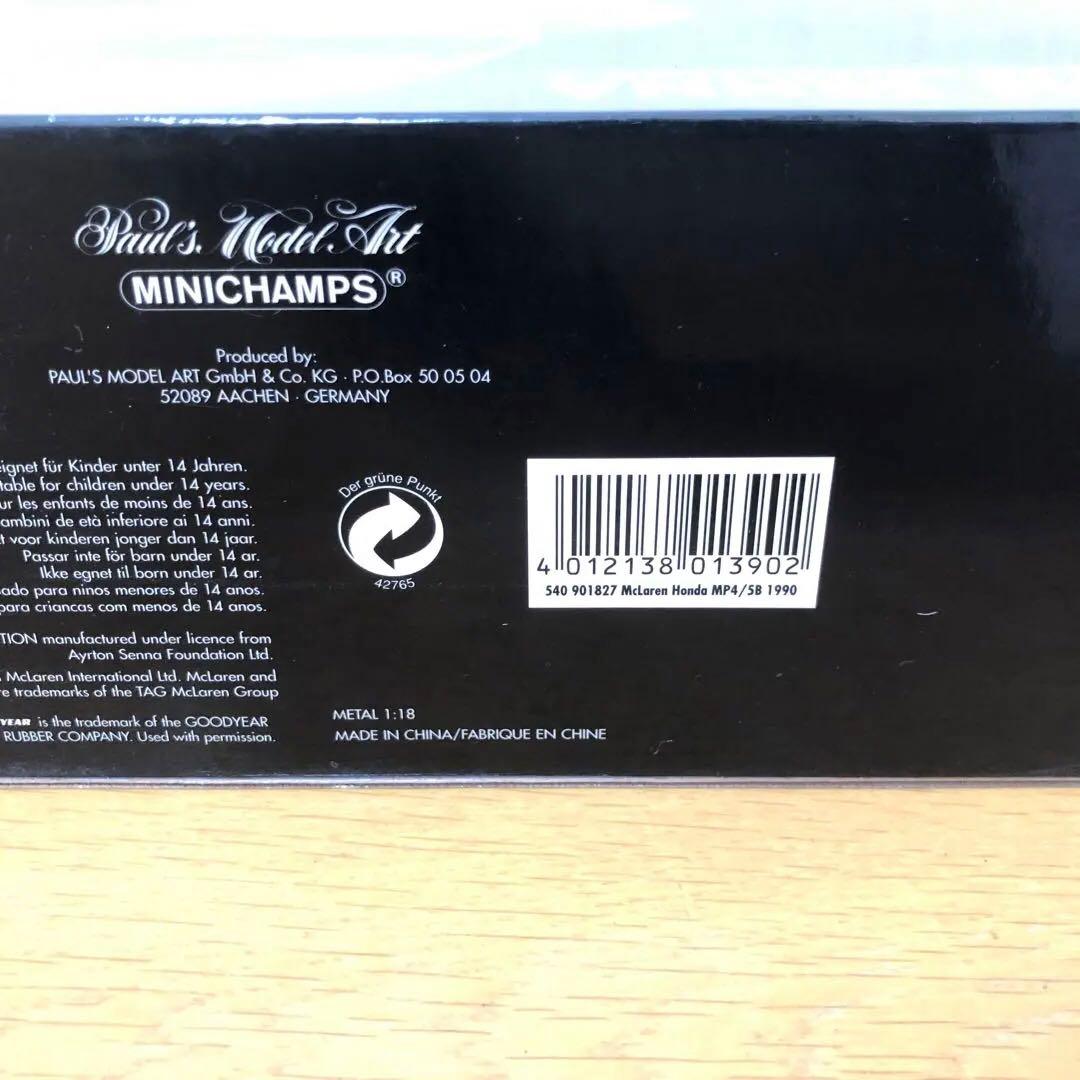 Paul's Model Art
MINICHAMPS®
Produced by:
PAUL'S MODEL ART GmbH & Co. KG · P.O.Box 50 05 04
52089 AACHEN · GERMANY
eignet für Kinder unter 14 Jahren.
table for children under 14 years.
ur les enfants de moins de 14 ans.
ambini de età inferiore ai 14 anni.
t voor kinderen jonger dan 14 jaar.
Passar inte för barn under 14 ar.
Ikke egnet til born under 14 ar.
ado para ninos menores de 14 anos.
para criancas com menos de 14 anos.
TION manufactured under licence from
Ayrton Senna Foundation Ltd.
McLaren International Ltd. McLaren and
re trademarks of the TAG McLaren Group
YEAR is the trademark of the GOODYEAR
RUBBER COMPANY. Used with permission.
Der grüne Punkt
42765
4 012138 013902
540 901827 McLaren Honda MP4/5B 1990
METAL 1:18
MADE IN CHINA/FABRIQUE EN CHINE